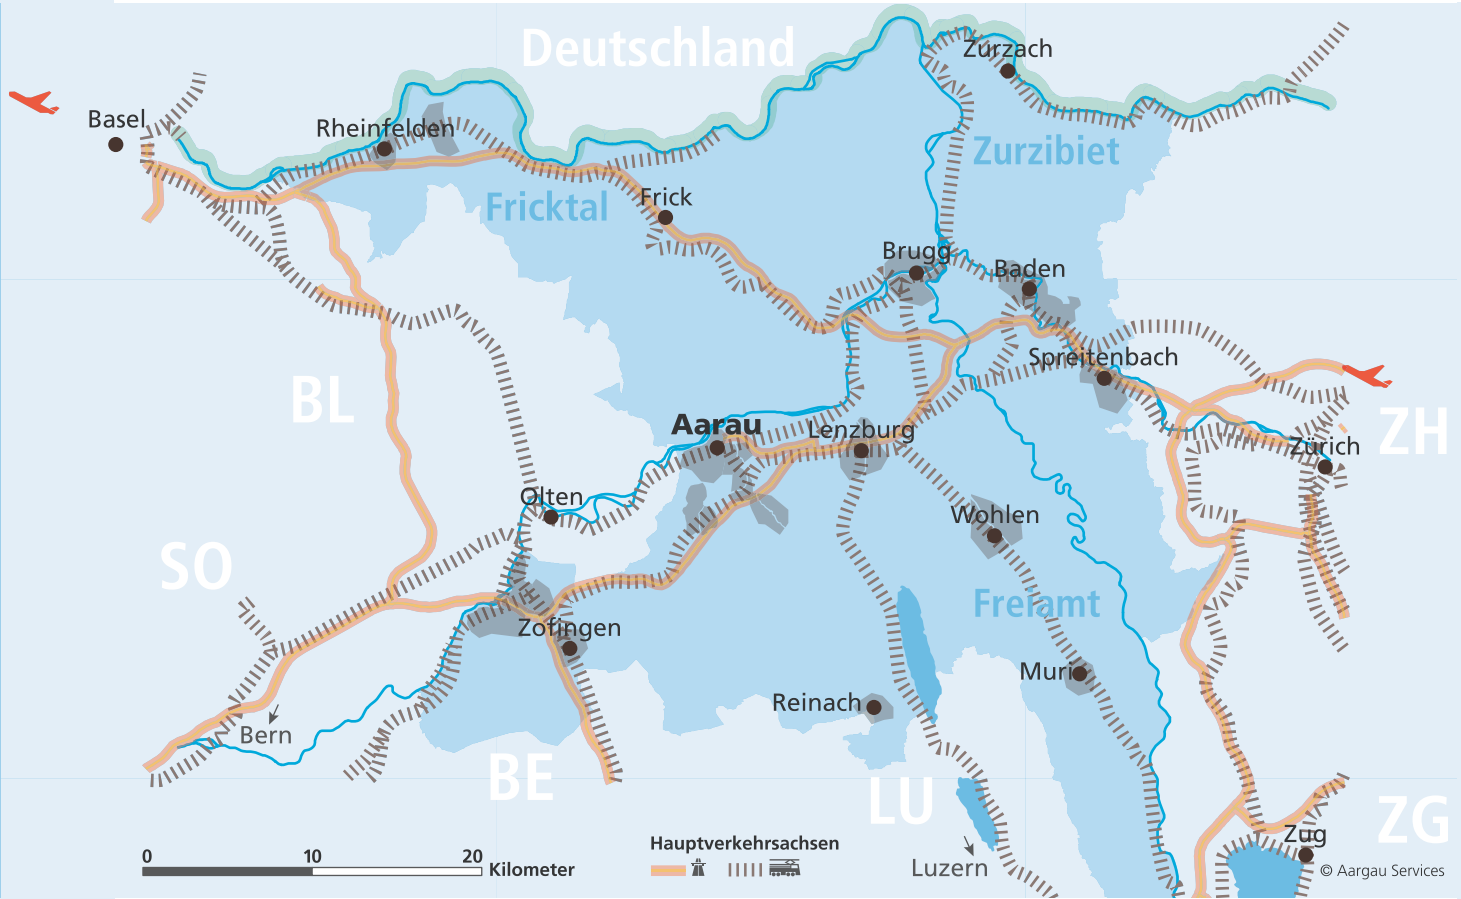 Deutschland
Zurzach
Basel
Rheinfelden
Zurzibiet
Fricktal
Frick
Brugg
Baden
Spreitenbach
BL
Aarau
Lenzburg
ZH
Zürich
Olten
Wohlen
SO
Freiamt
Zofingen
Muri
Reinach
Bern
BE
LU
ZG
Zug
Hauptverkehrsachsen
0 10 20
Kilometer
Luzern
© Aargau Services